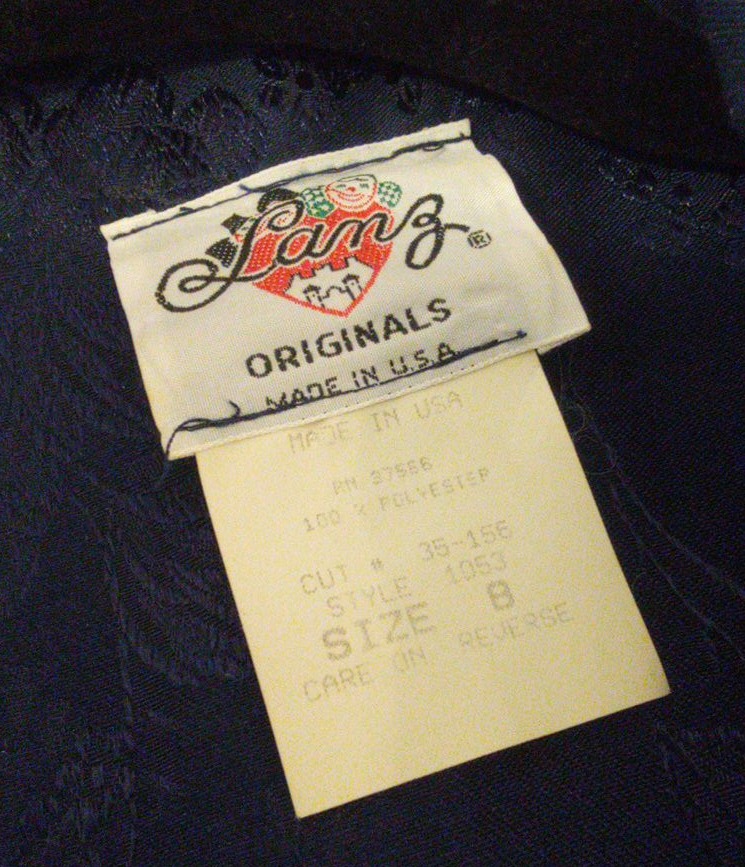 Lanz ®
ORIGINALS
MADE IN U.S.A.
MADE IN USA
RN 37586
100 % POLYESTER
CUT # 35-156
STYLE 1053
SIZE 8
CARE ON REVERSE